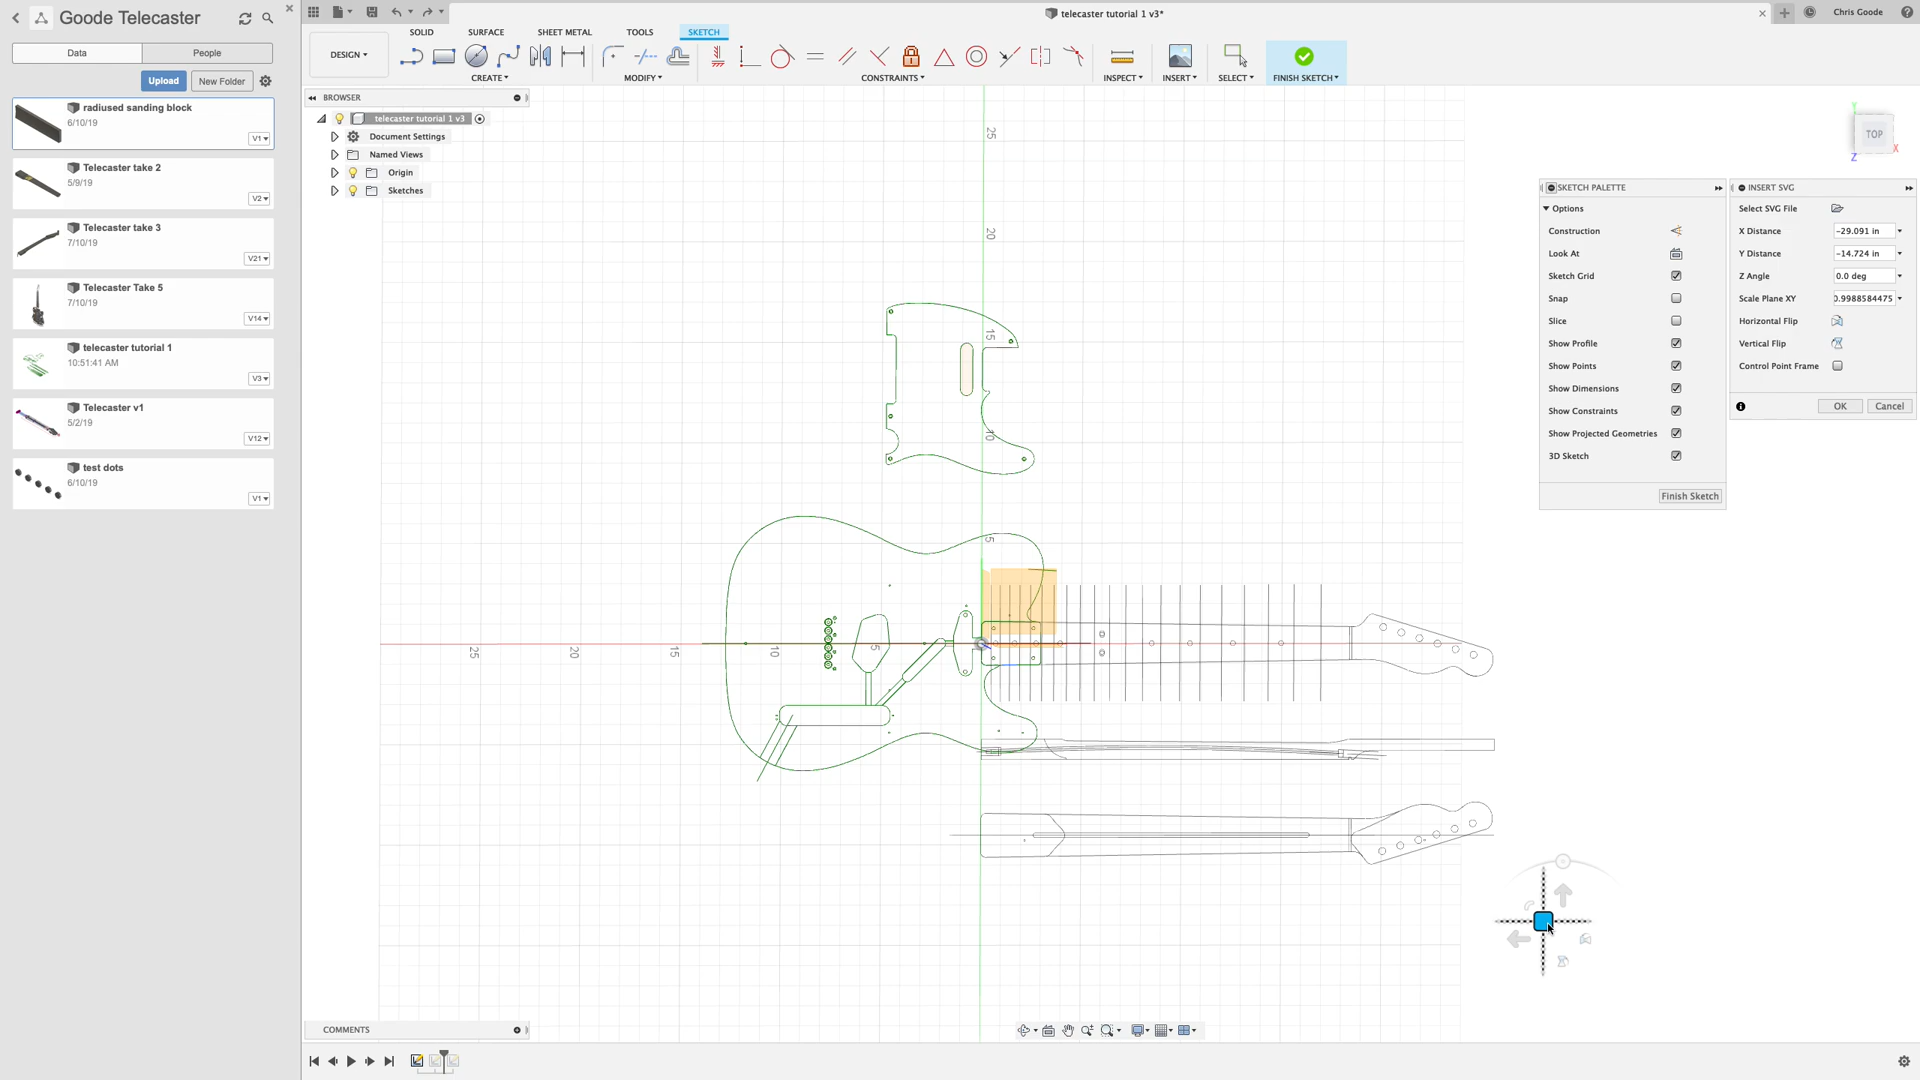 Goode Telecaster
Data
People
Upload
New Folder
radiused sanding block
6/10/19
V1
Telecaster take 2
5/9/19
V2
Telecaster take 3
7/10/19
V21
Telecaster Take 5
7/10/19
V14
telecaster tutorial 1
10:51:41 AM
V3
Telecaster v1
5/2/19
V12
test dots
6/10/19
V1
telecaster tutorial 1 v3*
Chris Goode
DESIGN
SOLID
SURFACE
SHEET METAL
TOOLS
SKETCH
CREATE
MODIFY
CONSTRAINTS
INSPECT
INSERT
SELECT
FINISH SKETCH
BROWSER
telecaster tutorial 1 v3
Document Settings
Named Views
Origin
Sketches
25
20
15
10
5
25
20
15
10
5
Y
TOP
X
Z
SKETCH PALETTE
Options
Construction
Look At
Sketch Grid
Snap
Slice
Show Profile
Show Points
Show Dimensions
Show Constraints
Show Projected Geometries
3D Sketch
Finish Sketch
INSERT SVG
Select SVG File
X Distance -29.091 in
Y Distance -14.724 in
Z Angle 0.0 deg
Scale Plane XY 0.9988584475
Horizontal Flip
Vertical Flip
Control Point Frame
OK
Cancel
COMMENTS